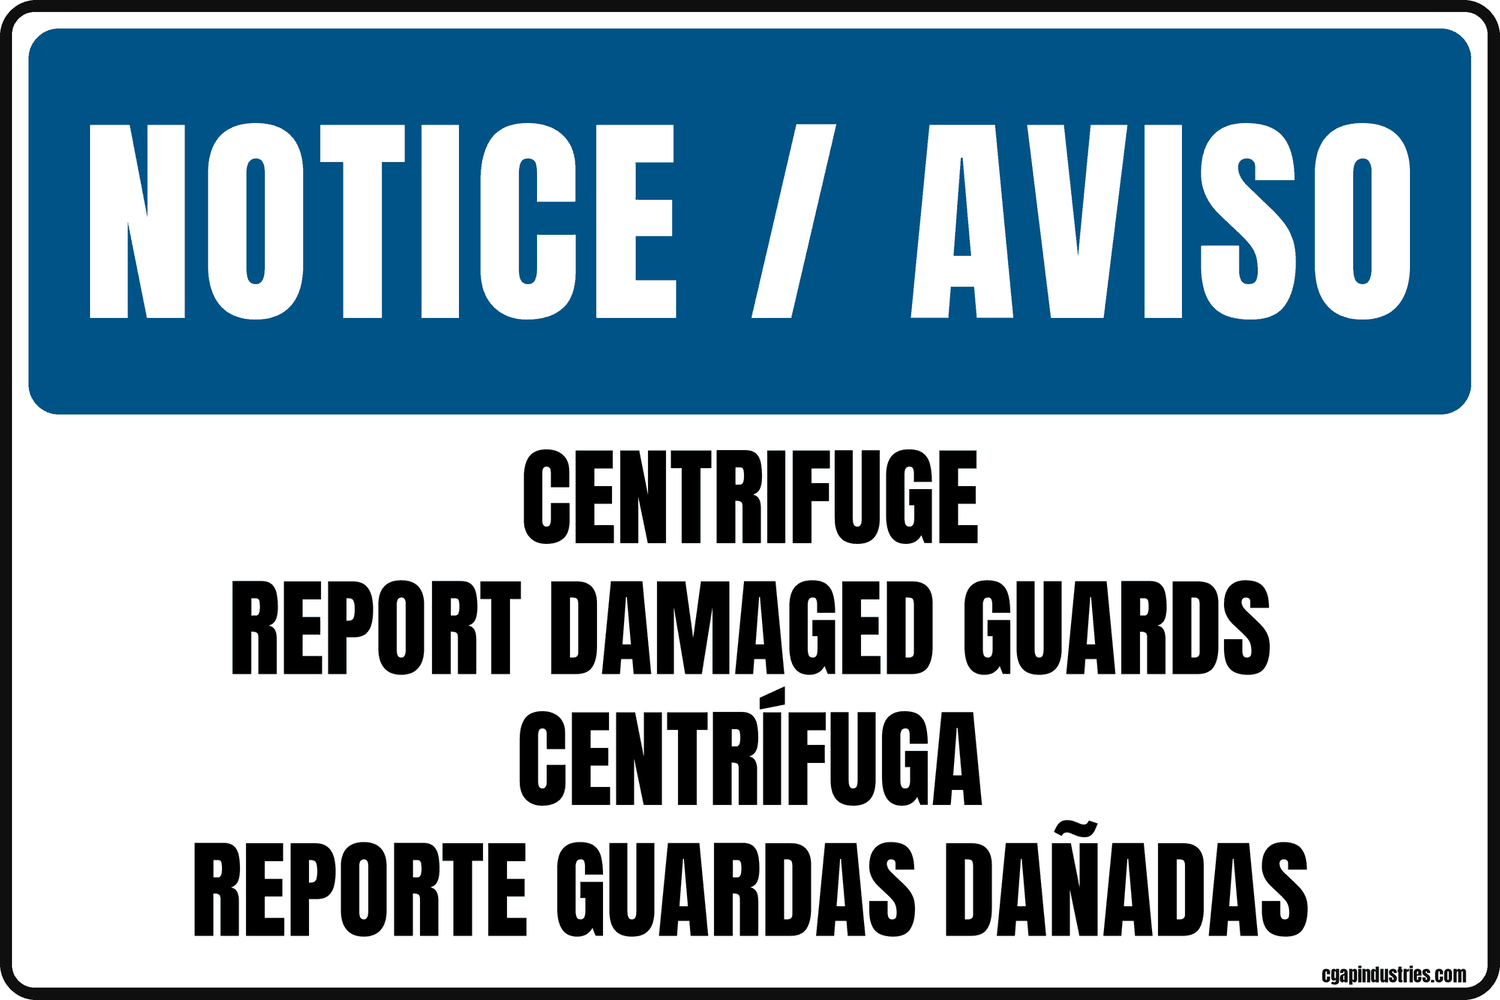 NOTICE / AVISO
CENTRIFUGE
REPORT DAMAGED GUARDS
CENTRÍFUGA
REPORTE GUARDAS DAÑADAS
cgapindustries.com